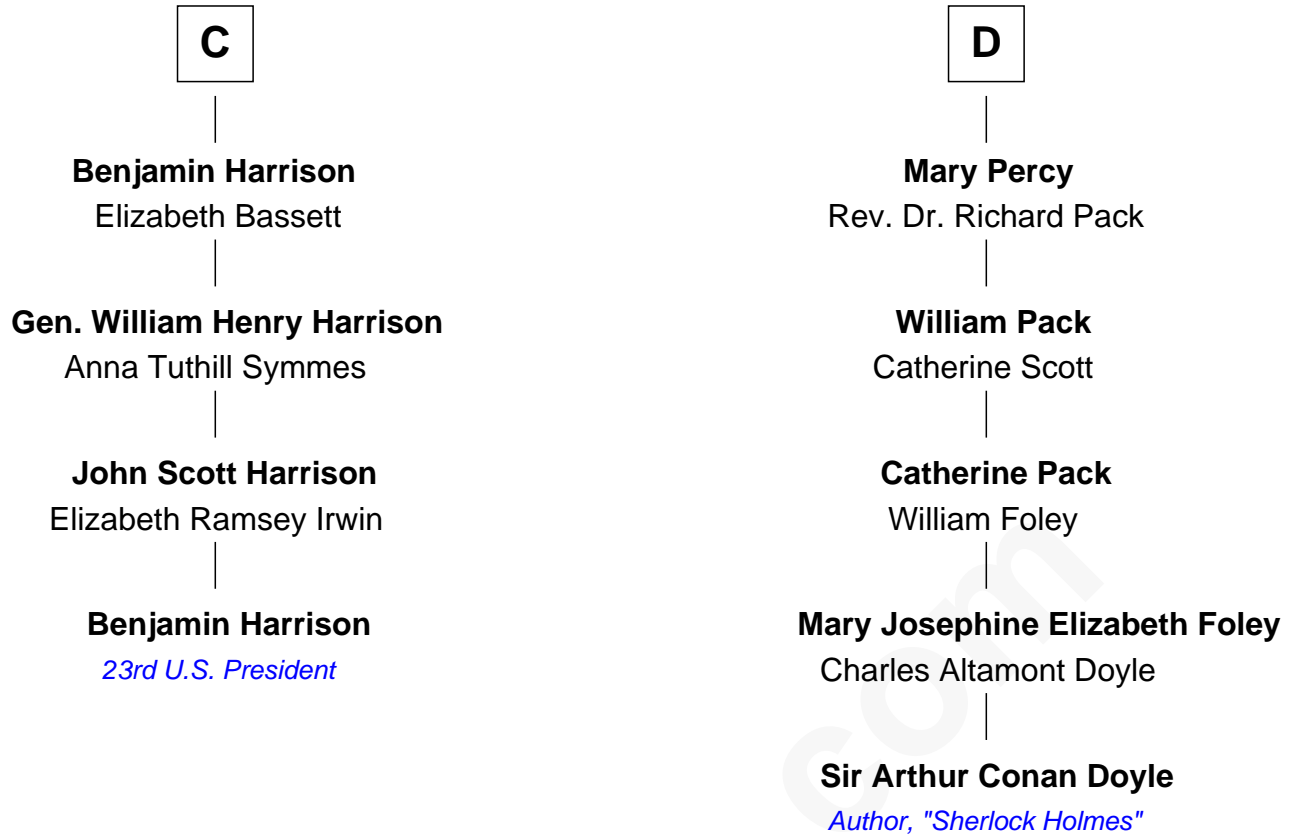 C
Benjamin Harrison
Elizabeth Bassett
Gen. William Henry Harrison
Anna Tuthill Symmes
John Scott Harrison
Elizabeth Ramsey Irwin
Benjamin Harrison
23rd U.S. President
D
Mary Percy
Rev. Dr. Richard Pack
William Pack
Catherine Scott
Catherine Pack
William Foley
Mary Josephine Elizabeth Foley
Charles Altamont Doyle
Sir Arthur Conan Doyle
Author, "Sherlock Holmes"
com